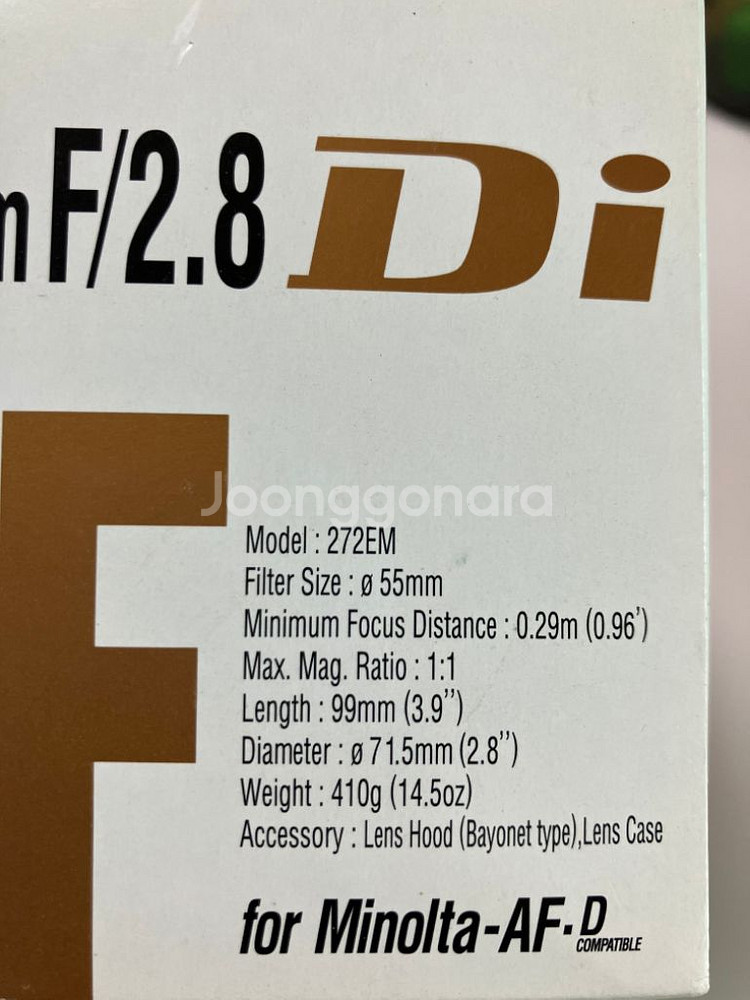 m F/2.8 Di
F
Joonggonara
Model : 272EM
Filter Size : ø 55mm
Minimum Focus Distance : 0.29m (0.96')
Max. Mag. Ratio : 1:1
Length : 99mm (3.9")
Diameter : ø 71.5mm (2.8")
Weight : 410g (14.5oz)
Accessory : Lens Hood (Bayonet type),Lens Case
for Minolta-AF·D
COMPATIBLE